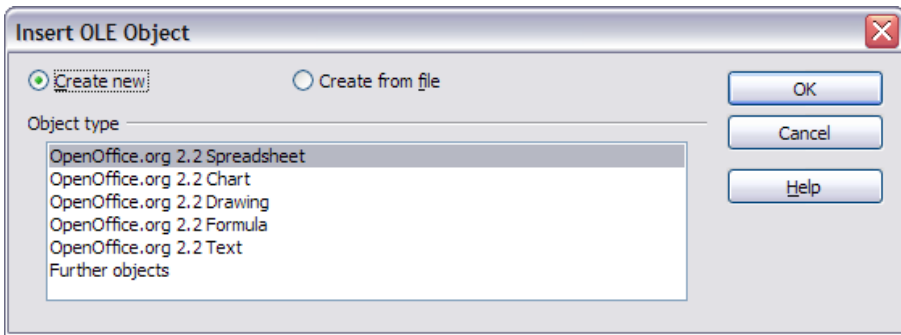 Insert OLE Object
Create new
Create from file
OK
Object type
Cancel
OpenOffice.org 2.2 Spreadsheet
OpenOffice.org 2.2 Chart
Help
OpenOffice.org 2.2 Drawing
OpenOffice.org 2.2 Formula
OpenOffice.org 2.2 Text
Further objects